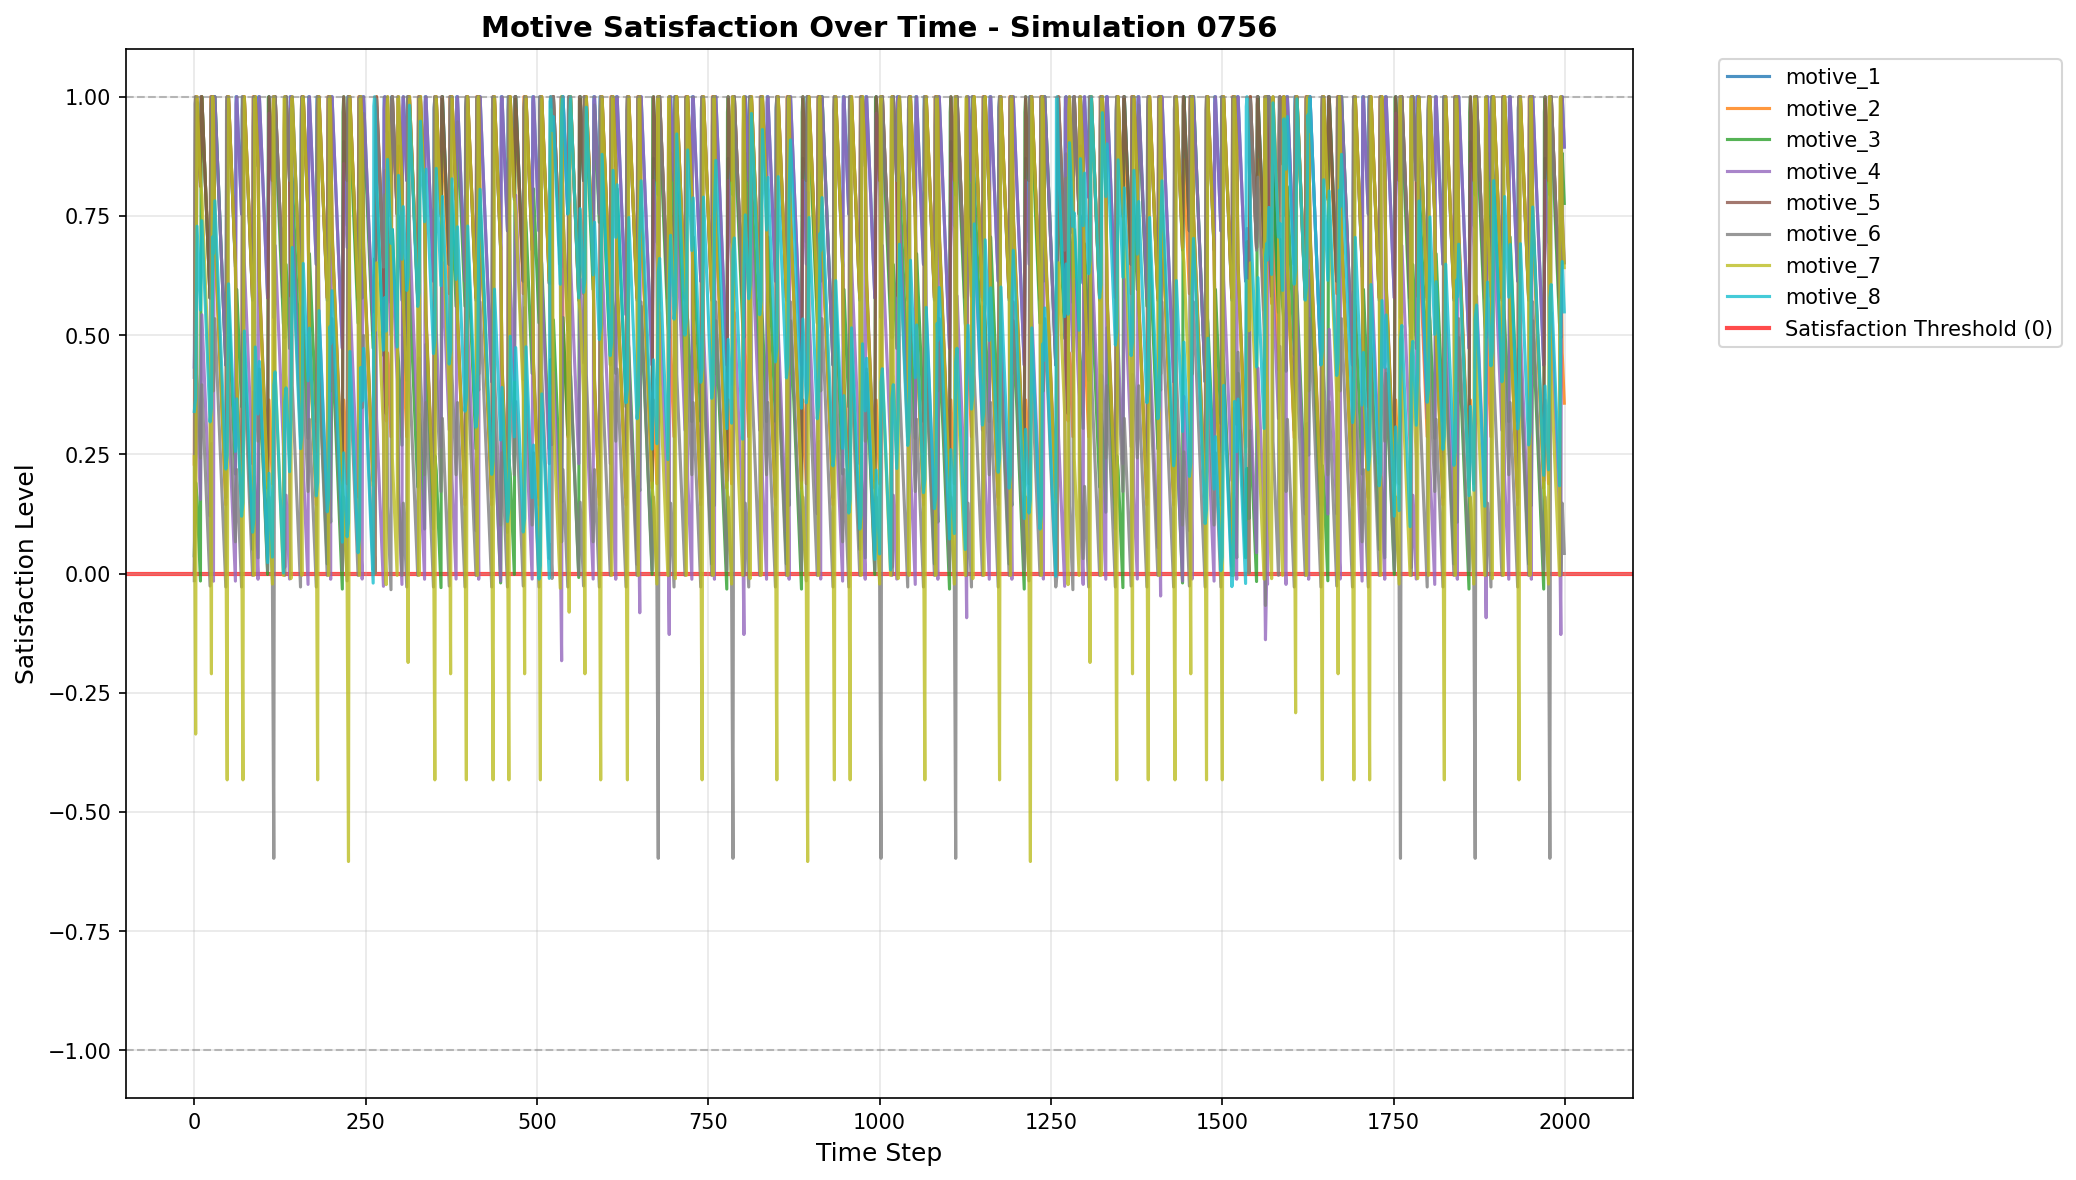 Motive Satisfaction Over Time - Simulation 0756
Satisfaction Level
1.00
0.75
0.50
0.25
0.00
−0.25
−0.50
−0.75
−1.00
0
250
500
750
1000
1250
1500
1750
2000
Time Step
motive_1
motive_2
motive_3
motive_4
motive_5
motive_6
motive_7
motive_8
Satisfaction Threshold (0)